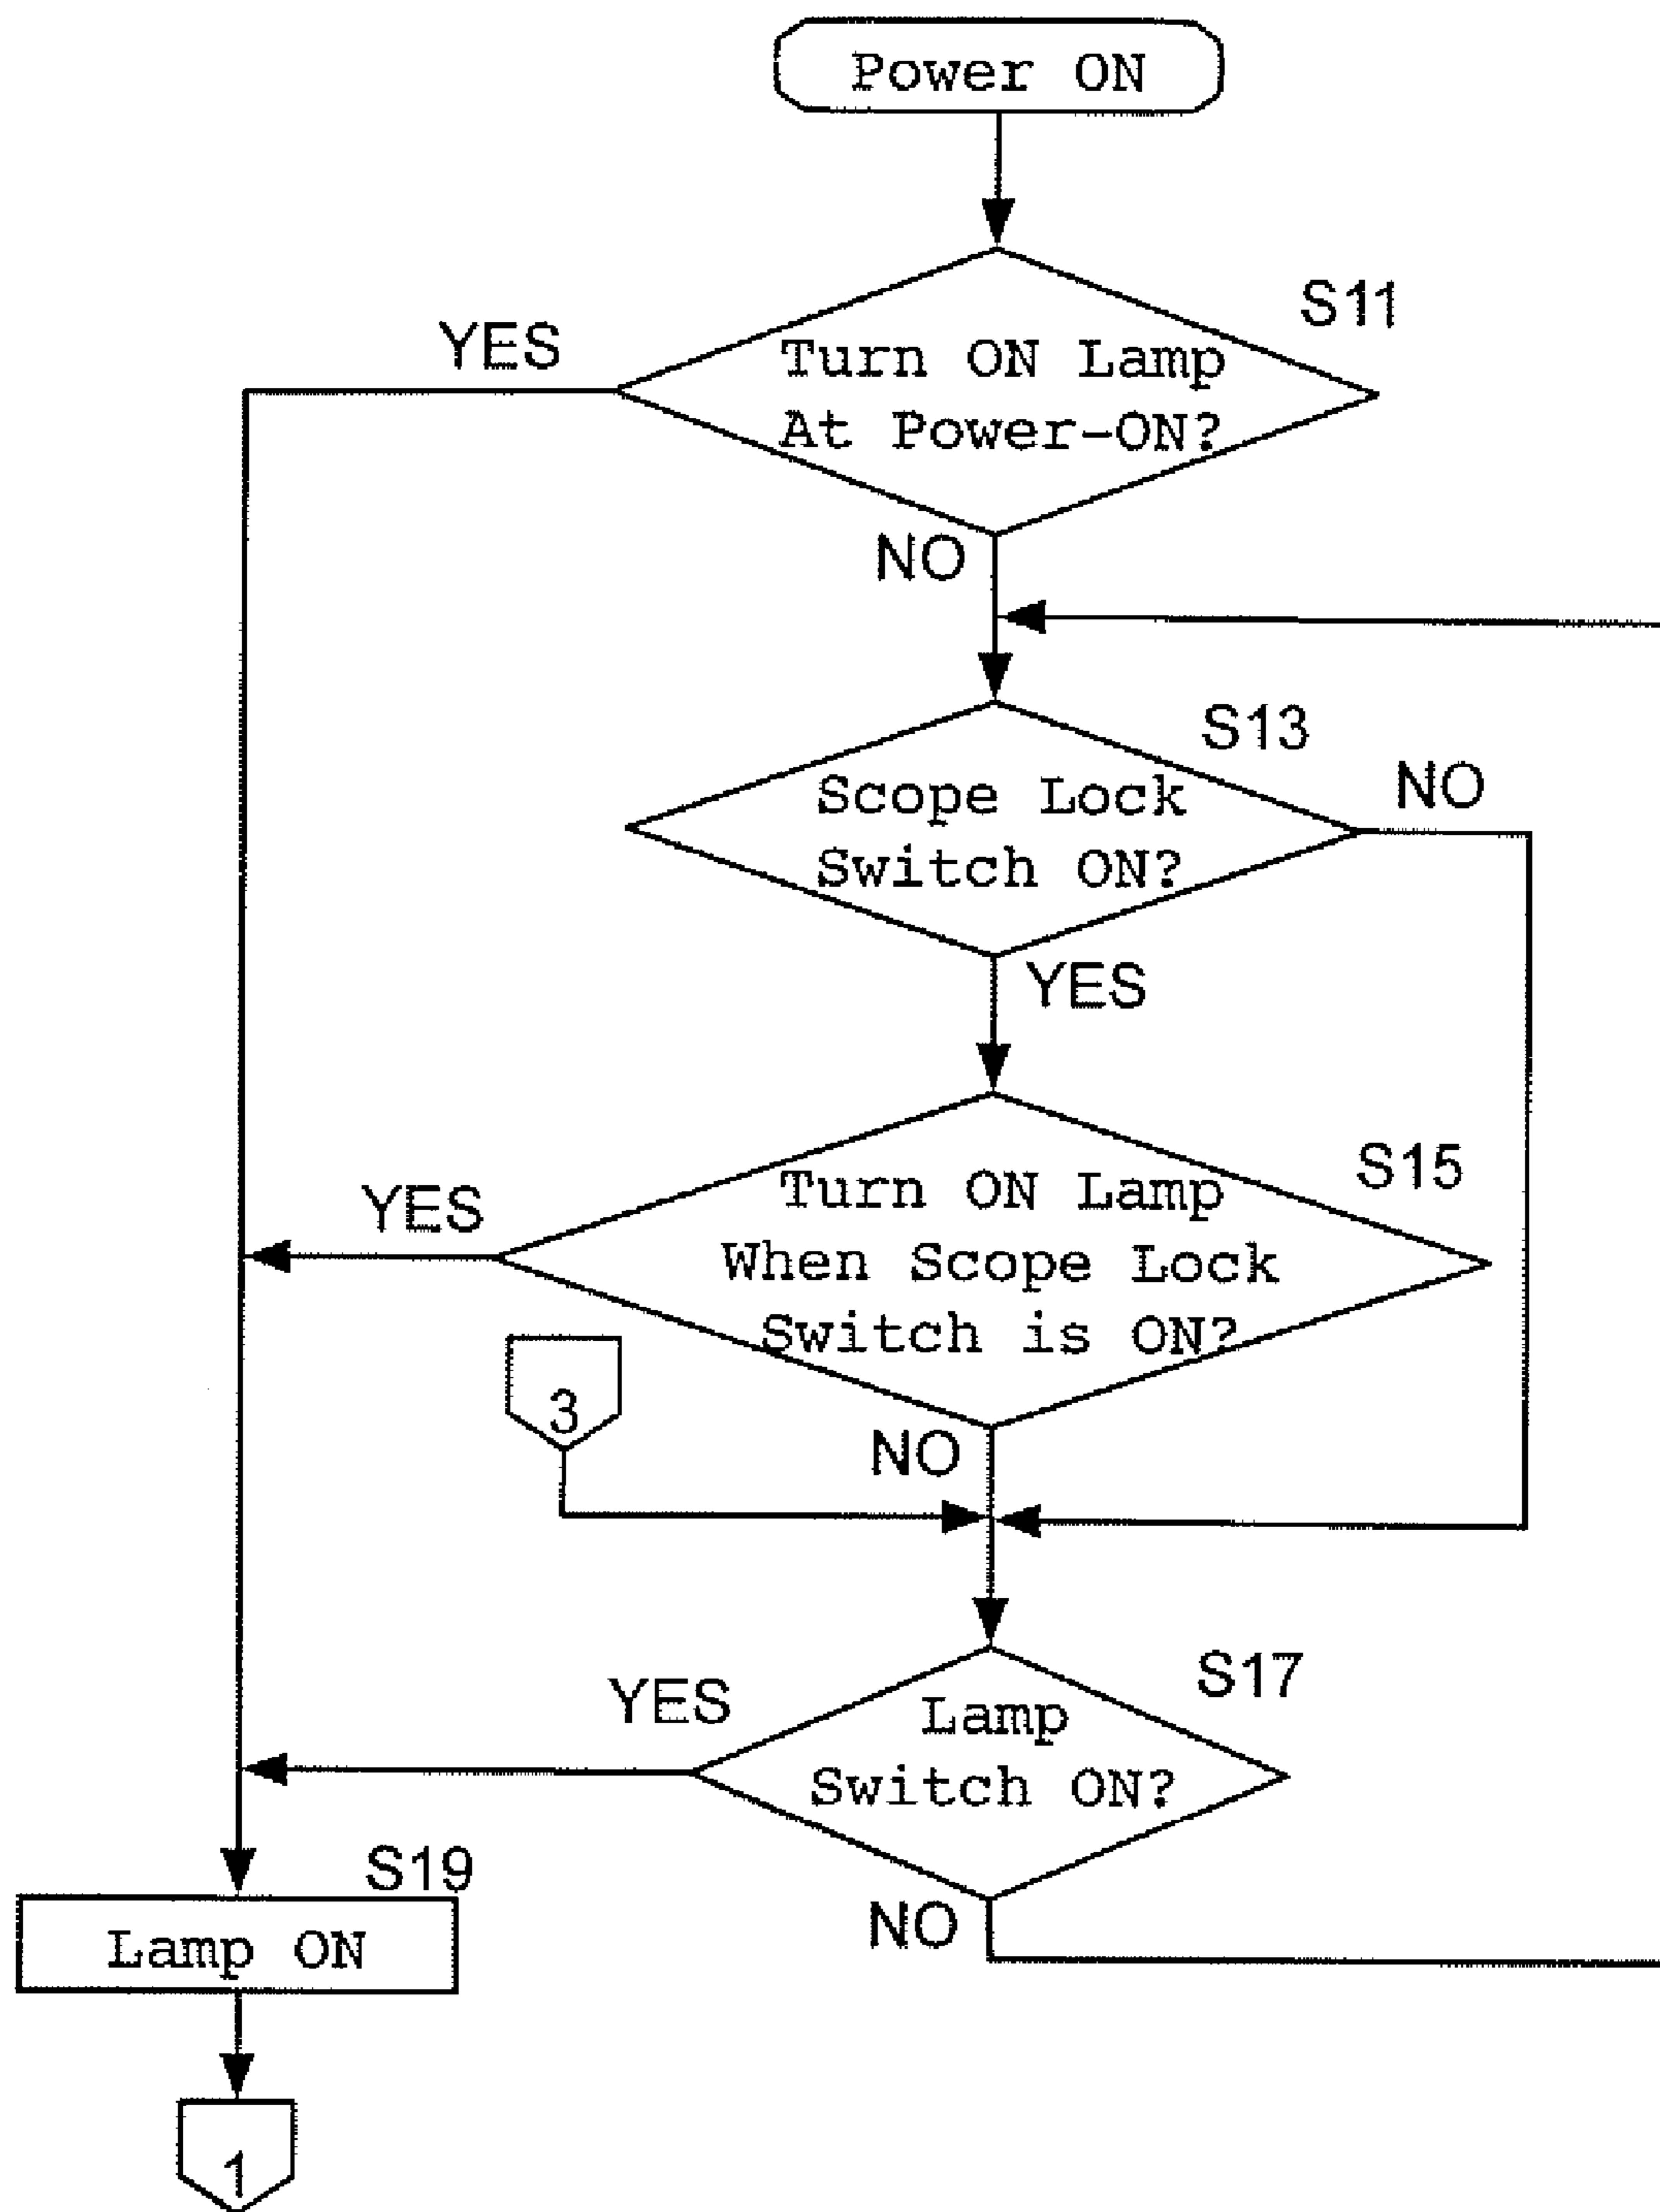 Power ON
S11
YES
Turn ON Lamp
At Power-ON?
NO
S13
Scope Lock
Switch ON?
NO
YES
S15
YES
Turn ON Lamp
When Scope Lock
Switch is ON?
3
NO
S17
YES
Lamp
Switch ON?
S19
NO
Lamp ON
1